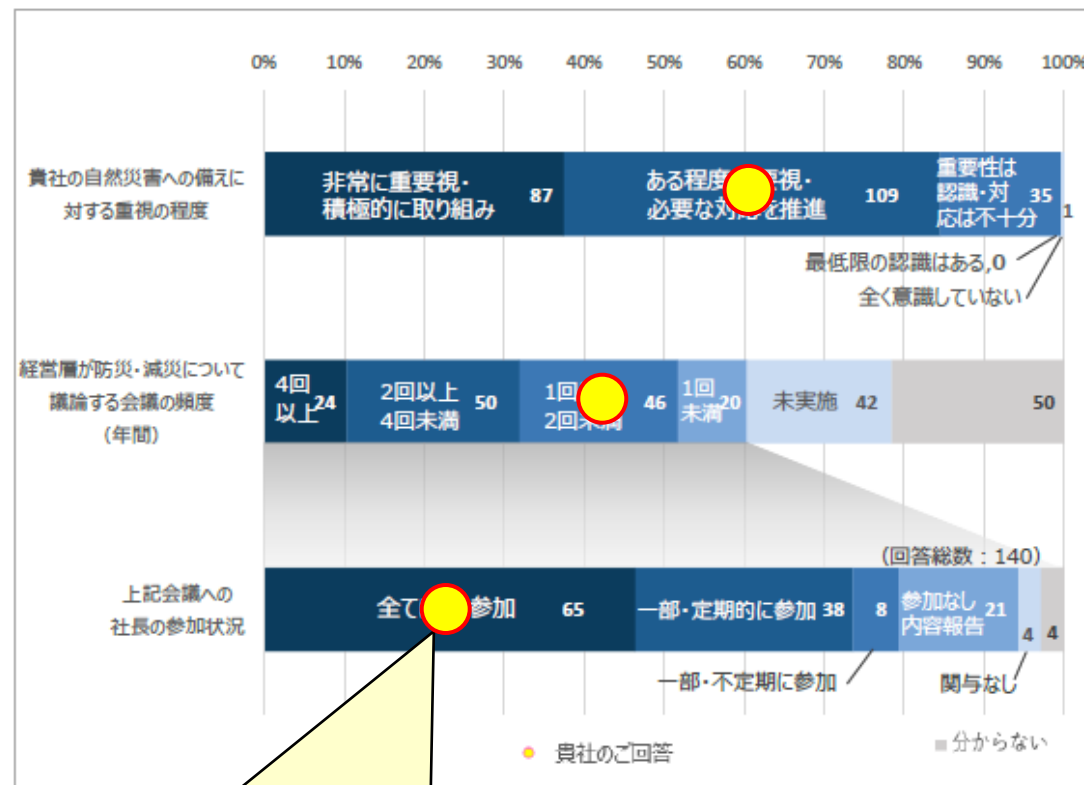 0% 10% 20% 30% 40% 50% 60% 70% 80% 90% 100%
貴社の自然災害への備えに
対する重視の程度
非常に重要視・
積極的に取り組み 87
ある程度 要視・
必要な対 を推進 109
重要性は
認識・対
応は不十分 35
1
最低限の認識はある,0
全く意識していない
経営層が防災・減災について
議論する会議の頻度
(年間)
4回
以上 24
2回以上
4回未満 50
1回
2回未満 46
1回
未満 20
未実施 42
50
(回答総数:140)
上記会議への
社長の参加状況
全て 参加 65
一部・定期的に参加 38
8
参加なし
内容報告 21
4 4
一部・不定期に参加
関与なし
貴社のご回答
分からない